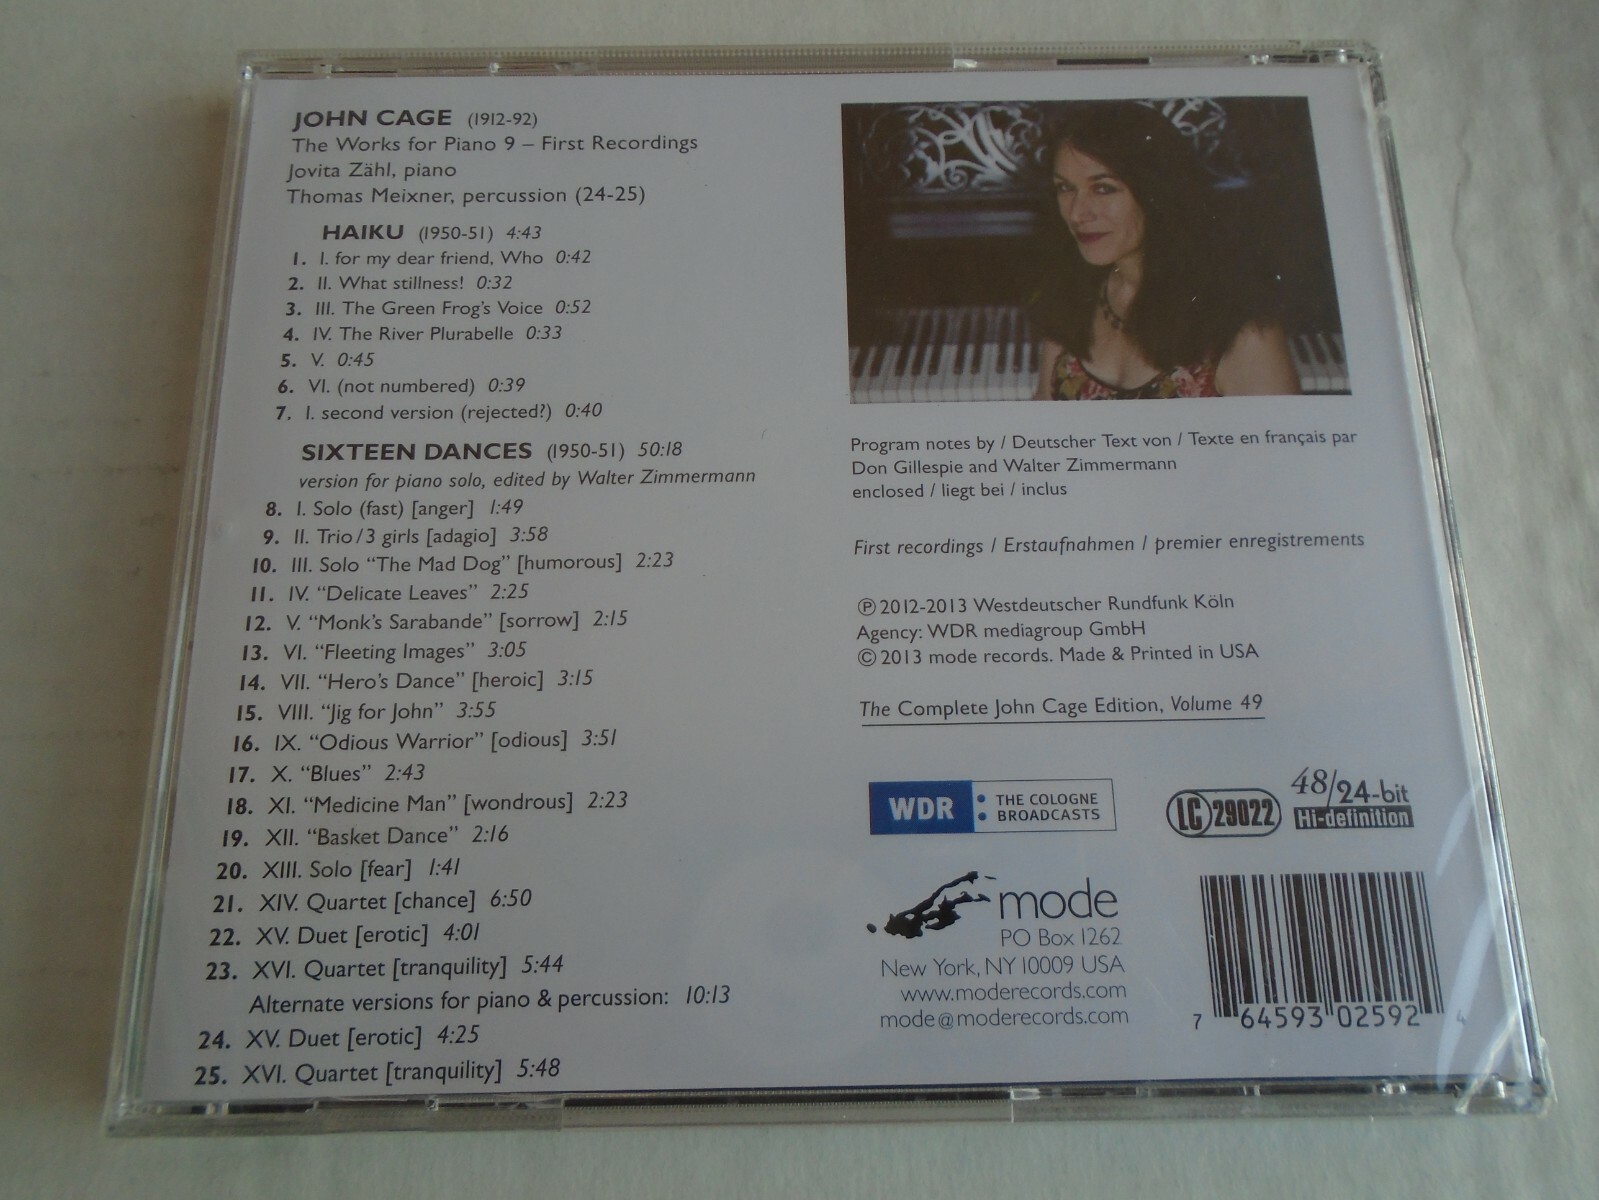 JOHN CAGE (1912-92)
The Works for Piano 9 – First Recordings
Jovita Zähl, piano
Thomas Meixner, percussion (24-25)
HAIKU (1950-51) 4:43
1. I. for my dear friend, Who 0:42
2. II. What stillness! 0:32
3. III. The Green Frog's Voice 0:52
4. IV. The River Plurabelle 0:33
5. V. 0:45
6. VI. (not numbered) 0:39
7. I. second version (rejected?) 0:40
SIXTEEN DANCES (1950-51) 50:18
version for piano solo, edited by Walter Zimmermann
8. I. Solo (fast) [anger] 1:49
9. II. Trio/3 girls [adagio] 3:58
10. III. Solo “The Mad Dog” [humorous] 2:23
11. IV. “Delicate Leaves” 2:25
12. V. “Monk's Sarabande” [sorrow] 2:15
13. VI. “Fleeting Images” 3:05
14. VII. “Hero's Dance” [heroic] 3:15
15. VIII. “Jig for John” 3:55
16. IX. “Odious Warrior” [odious] 3:51
17. X. “Blues” 2:43
18. XI. “Medicine Man” [wondrous] 2:23
19. XII. “Basket Dance” 2:16
20. XIII. Solo [fear] 1:41
21. XIV. Quartet [chance] 6:50
22. XV. Duet [erotic] 4:01
23. XVI. Quartet [tranquility] 5:44
Alternate versions for piano & percussion: 10:13
24. XV. Duet [erotic] 4:25
25. XVI. Quartet [tranquility] 5:48
Program notes by / Deutscher Text von / Texte en français par
Don Gillespie and Walter Zimmermann
enclosed / liegt bei / inclus
First recordings / Erstaufnahmen / premier enregistrements
℗ 2012-2013 Westdeutscher Rundfunk Köln
Agency: WDR mediagroup GmbH
© 2013 mode records. Made & Printed in USA
The Complete John Cage Edition, Volume 49
WDR: THE COLOGNE
BROADCASTS
LC 29022
48/24-bit
Hi-definition
mode
PO Box 1262
New York, NY 10009 USA
www.moderecords.com
mode@moderecords.com
7 64593 02592 4